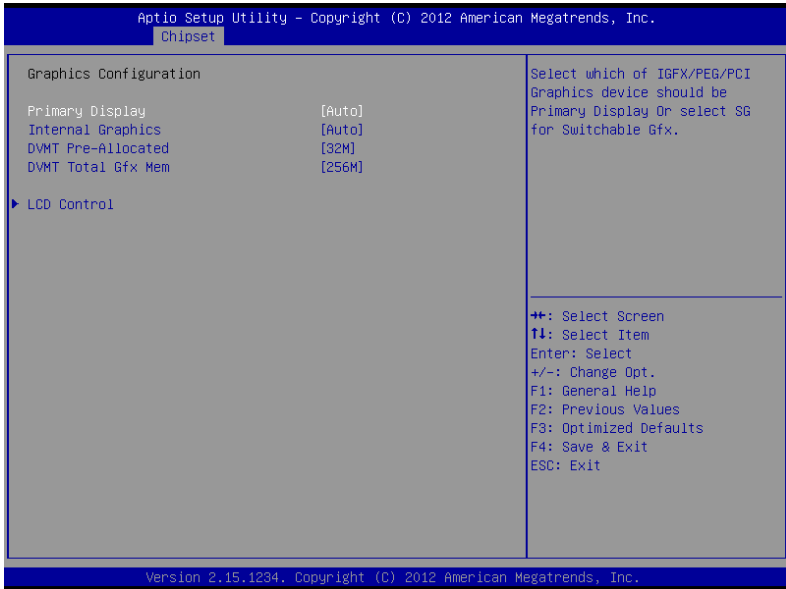 Aptio Setup Utility – Copyright (C) 2012 American Megatrends, Inc.
Chipset
Graphics Configuration
Primary Display [Auto]
Internal Graphics [Auto]
DVMT Pre-Allocated [32M]
DVMT Total Gfx Mem [256M]
LCD Control
Select which of IGFX/PEG/PCI
Graphics device should be
Primary Display Or select SG
for Switchable Gfx.
→←: Select Screen
↑↓: Select Item
Enter: Select
+/-: Change Opt.
F1: General Help
F2: Previous Values
F3: Optimized Defaults
F4: Save & Exit
ESC: Exit
Version 2.15.1234. Copyright (C) 2012 American Megatrends, Inc.